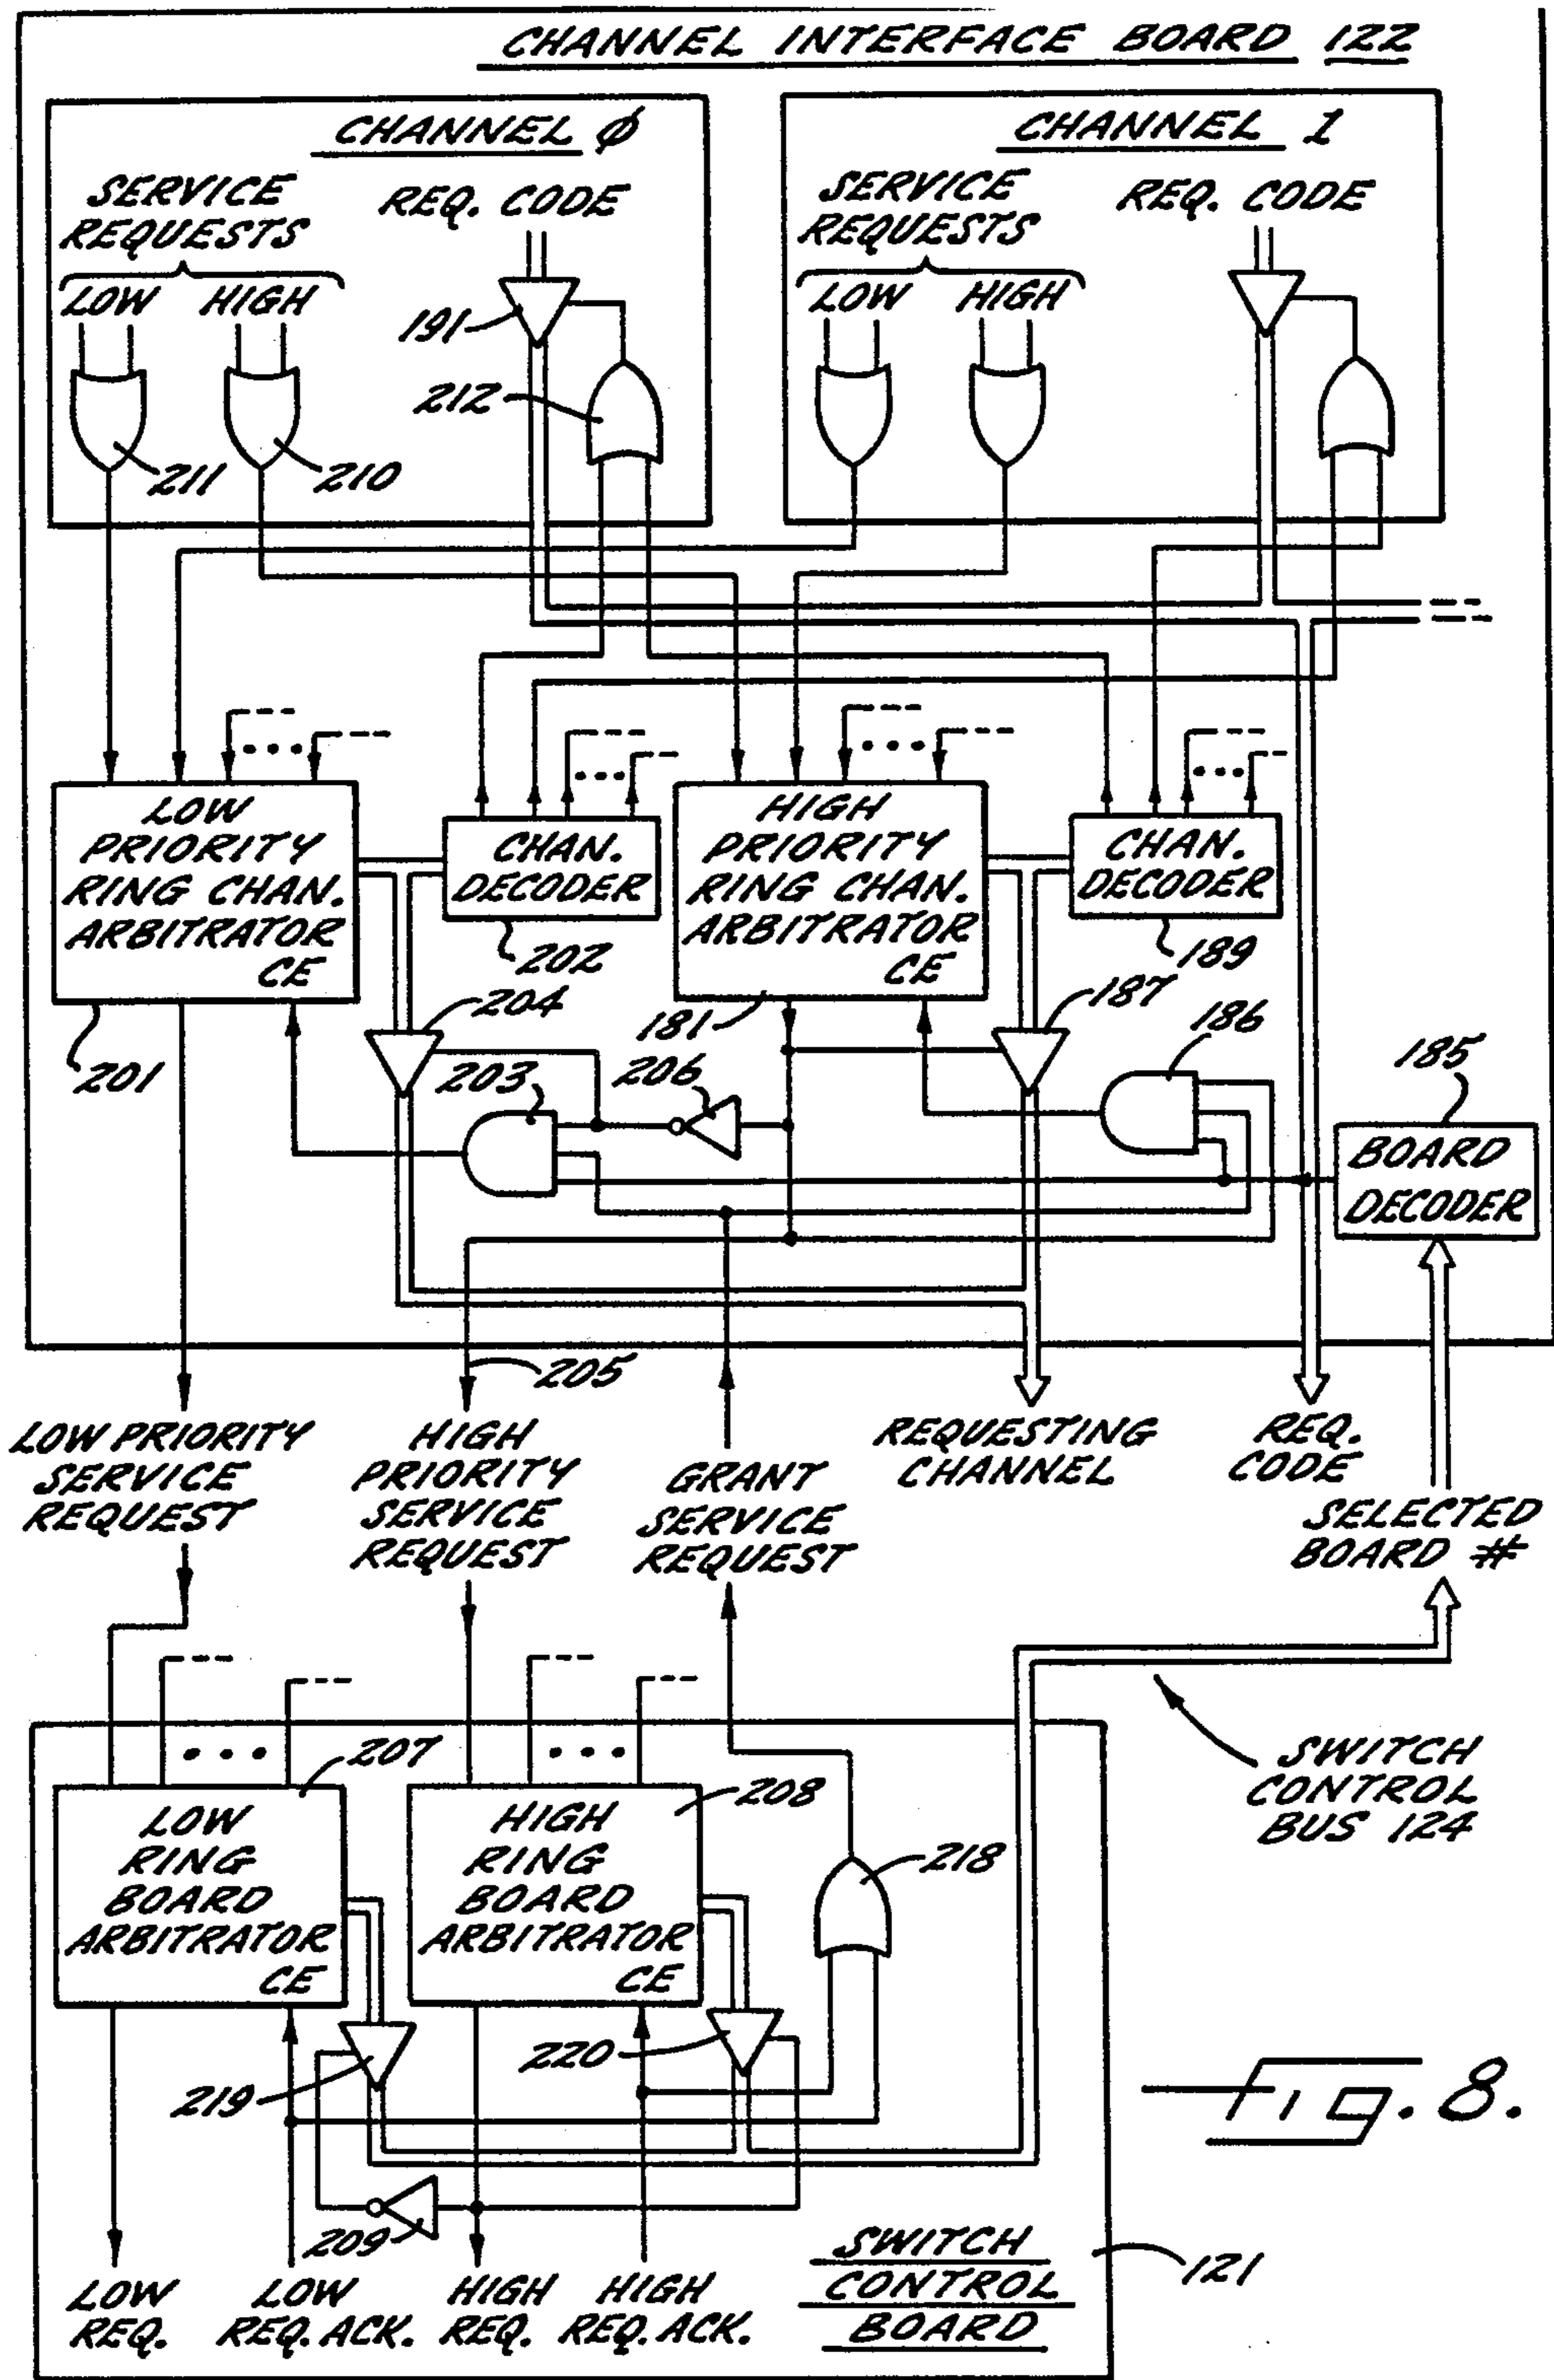 CHANNEL INTERFACE BOARD 122
CHANNEL Ø
SERVICE
REQUESTS
REQ. CODE
LOW HIGH
191
212
211
210
CHANNEL 1
SERVICE
REQUESTS
REQ. CODE
LOW HIGH
LOW
PRIORITY
RING CHAN.
ARBITRATOR
CE
201
CHAN.
DECODER
202
HIGH
PRIORITY
RING CHAN.
ARBITRATOR
CE
181
CHAN.
DECODER
189
204
203
206
187
186
185
BOARD
DECODER
205
LOW PRIORITY
SERVICE
REQUEST
HIGH
PRIORITY
SERVICE
REQUEST
GRANT
SERVICE
REQUEST
REQUESTING
CHANNEL
REQ.
CODE
SELECTED
BOARD #
SWITCH
CONTROL
BUS 124
207
LOW
RING
BOARD
ARBITRATOR
CE
208
HIGH
RING
BOARD
ARBITRATOR
CE
218
219
220
209
LOW
REQ.
LOW
REQ. ACK.
HIGH
REQ.
HIGH
REQ. ACK.
SWITCH
CONTROL
BOARD
121
Fig. 8.